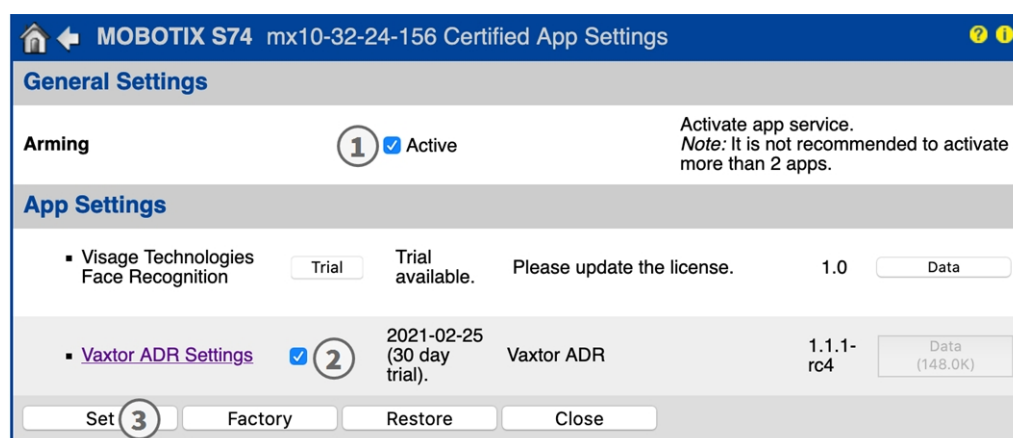 MOBOTIX S74 mx10-32-24-156 Certified App Settings ? i
General Settings
Arming
1
Active
Activate app service.
Note: It is not recommended to activate
more than 2 apps.
App Settings
Visage Technologies
Face Recognition
Trial
Trial
available.
Please update the license.
1.0
Data
Vaxtor ADR Settings
2
2021-02-25
(30 day
trial).
Vaxtor ADR
1.1.1-
rc4
Data
(148.0K)
Set 3 Factory Restore Close